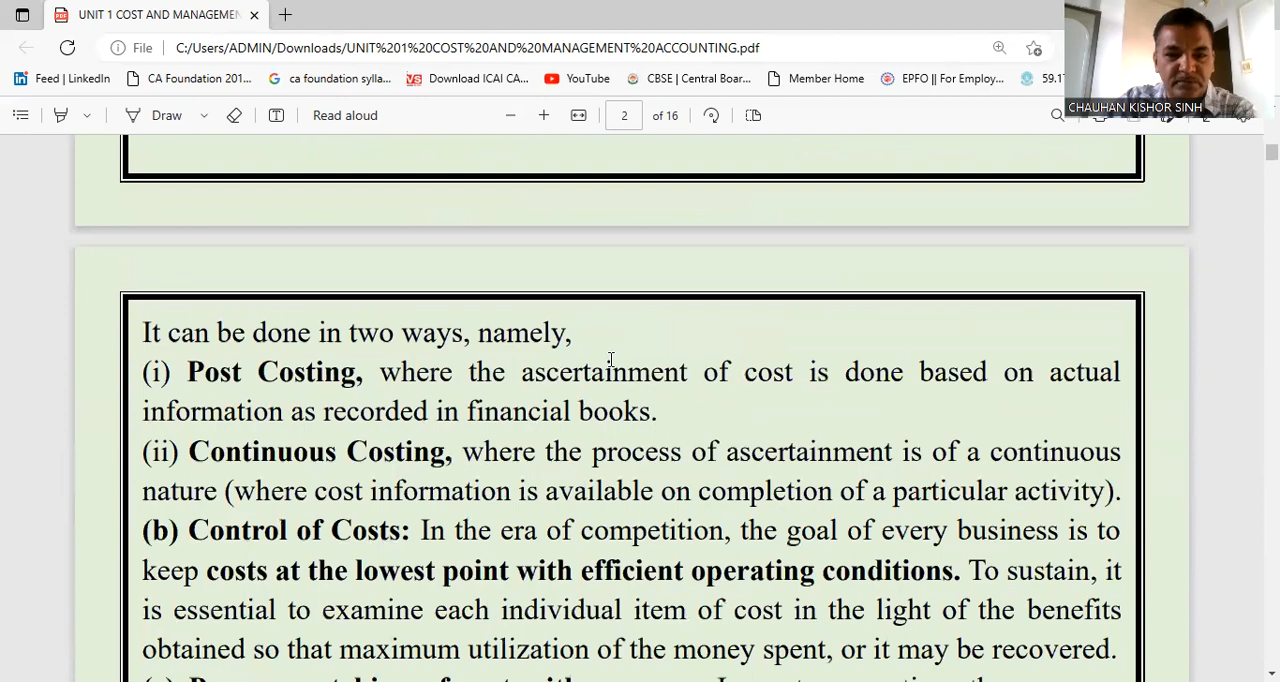 UNIT 1 COST AND MANAGEMEN
File
C:/Users/ADMIN/Downloads/UNIT%201%20COST%20AND%20MANAGEMENT%20ACCOUNTING.pdf
Feed | LinkedIn
CA Foundation 201...
ca foundation sylla...
Download ICAI CA...
YouTube
CBSE | Central Boar...
Member Home
EPFO || For Employ...
59.1
CHAUHAN KISHOR SINH
Draw
Read aloud
2 of 16
It can be done in two ways, namely,
(i) Post Costing, where the ascertainment of cost is done based on actual
information as recorded in financial books.
(ii) Continuous Costing, where the process of ascertainment is of a continuous
nature (where cost information is available on completion of a particular activity).
(b) Control of Costs: In the era of competition, the goal of every business is to
keep costs at the lowest point with efficient operating conditions. To sustain, it
is essential to examine each individual item of cost in the light of the benefits
obtained so that maximum utilization of the money spent, or it may be recovered.